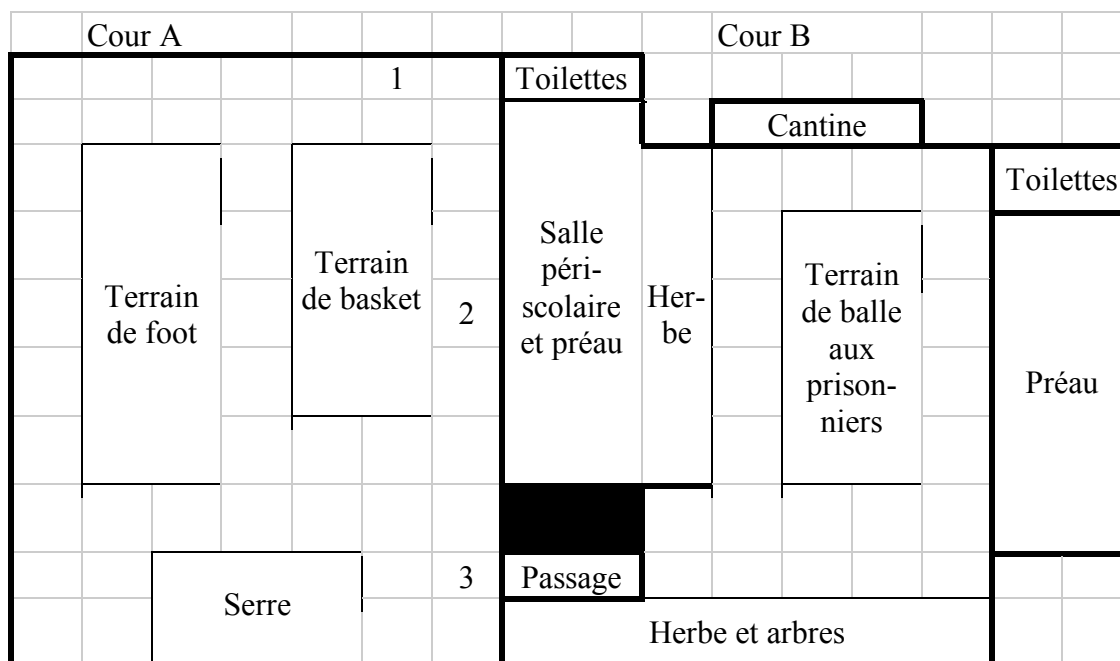 Cour A
Cour B
1
Toilettes
Cantine
Toilettes
Terrain
de foot
Terrain
de basket
2
Salle
péri-
scolaire
et préau
Her-
be
Terrain
de balle
aux
prison-
niers
Préau
3
Passage
Serre
Herbe et arbres